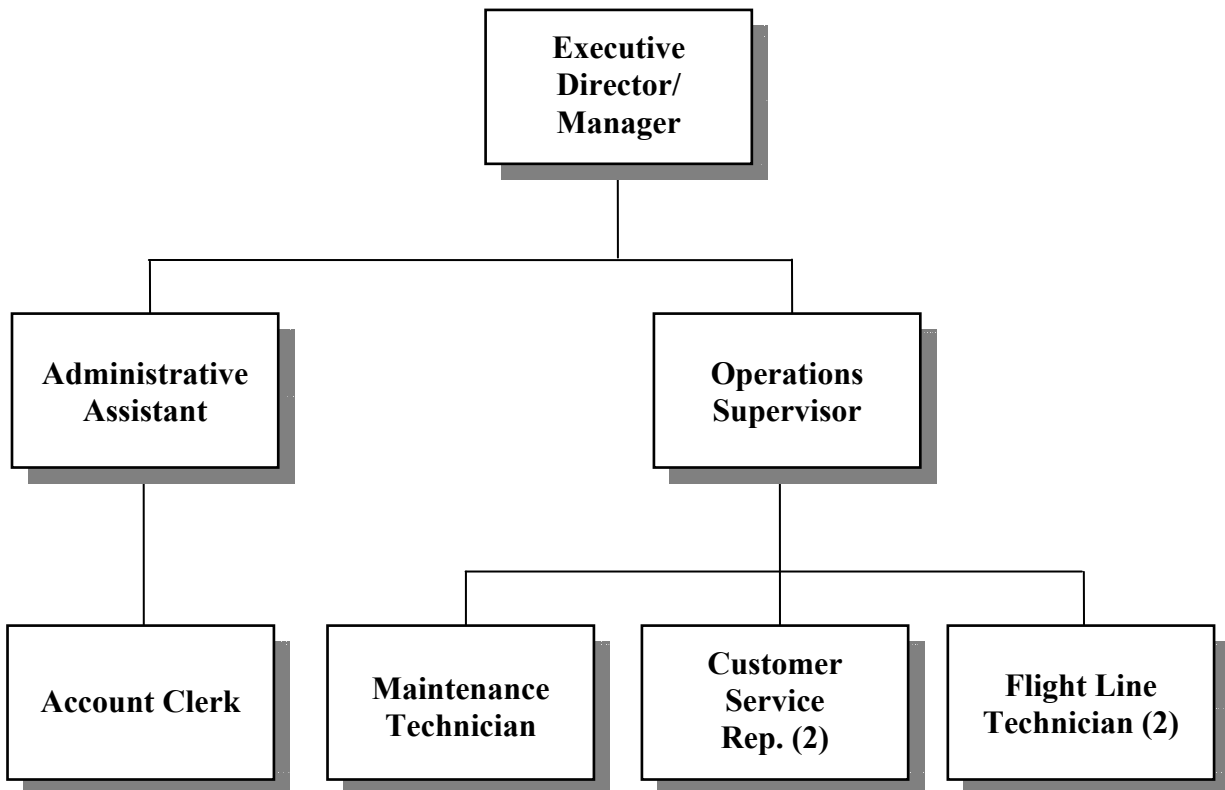 Executive
Director/
Manager
Administrative
Assistant
Operations
Supervisor
Account Clerk
Maintenance
Technician
Customer
Service
Rep. (2)
Flight Line
Technician (2)